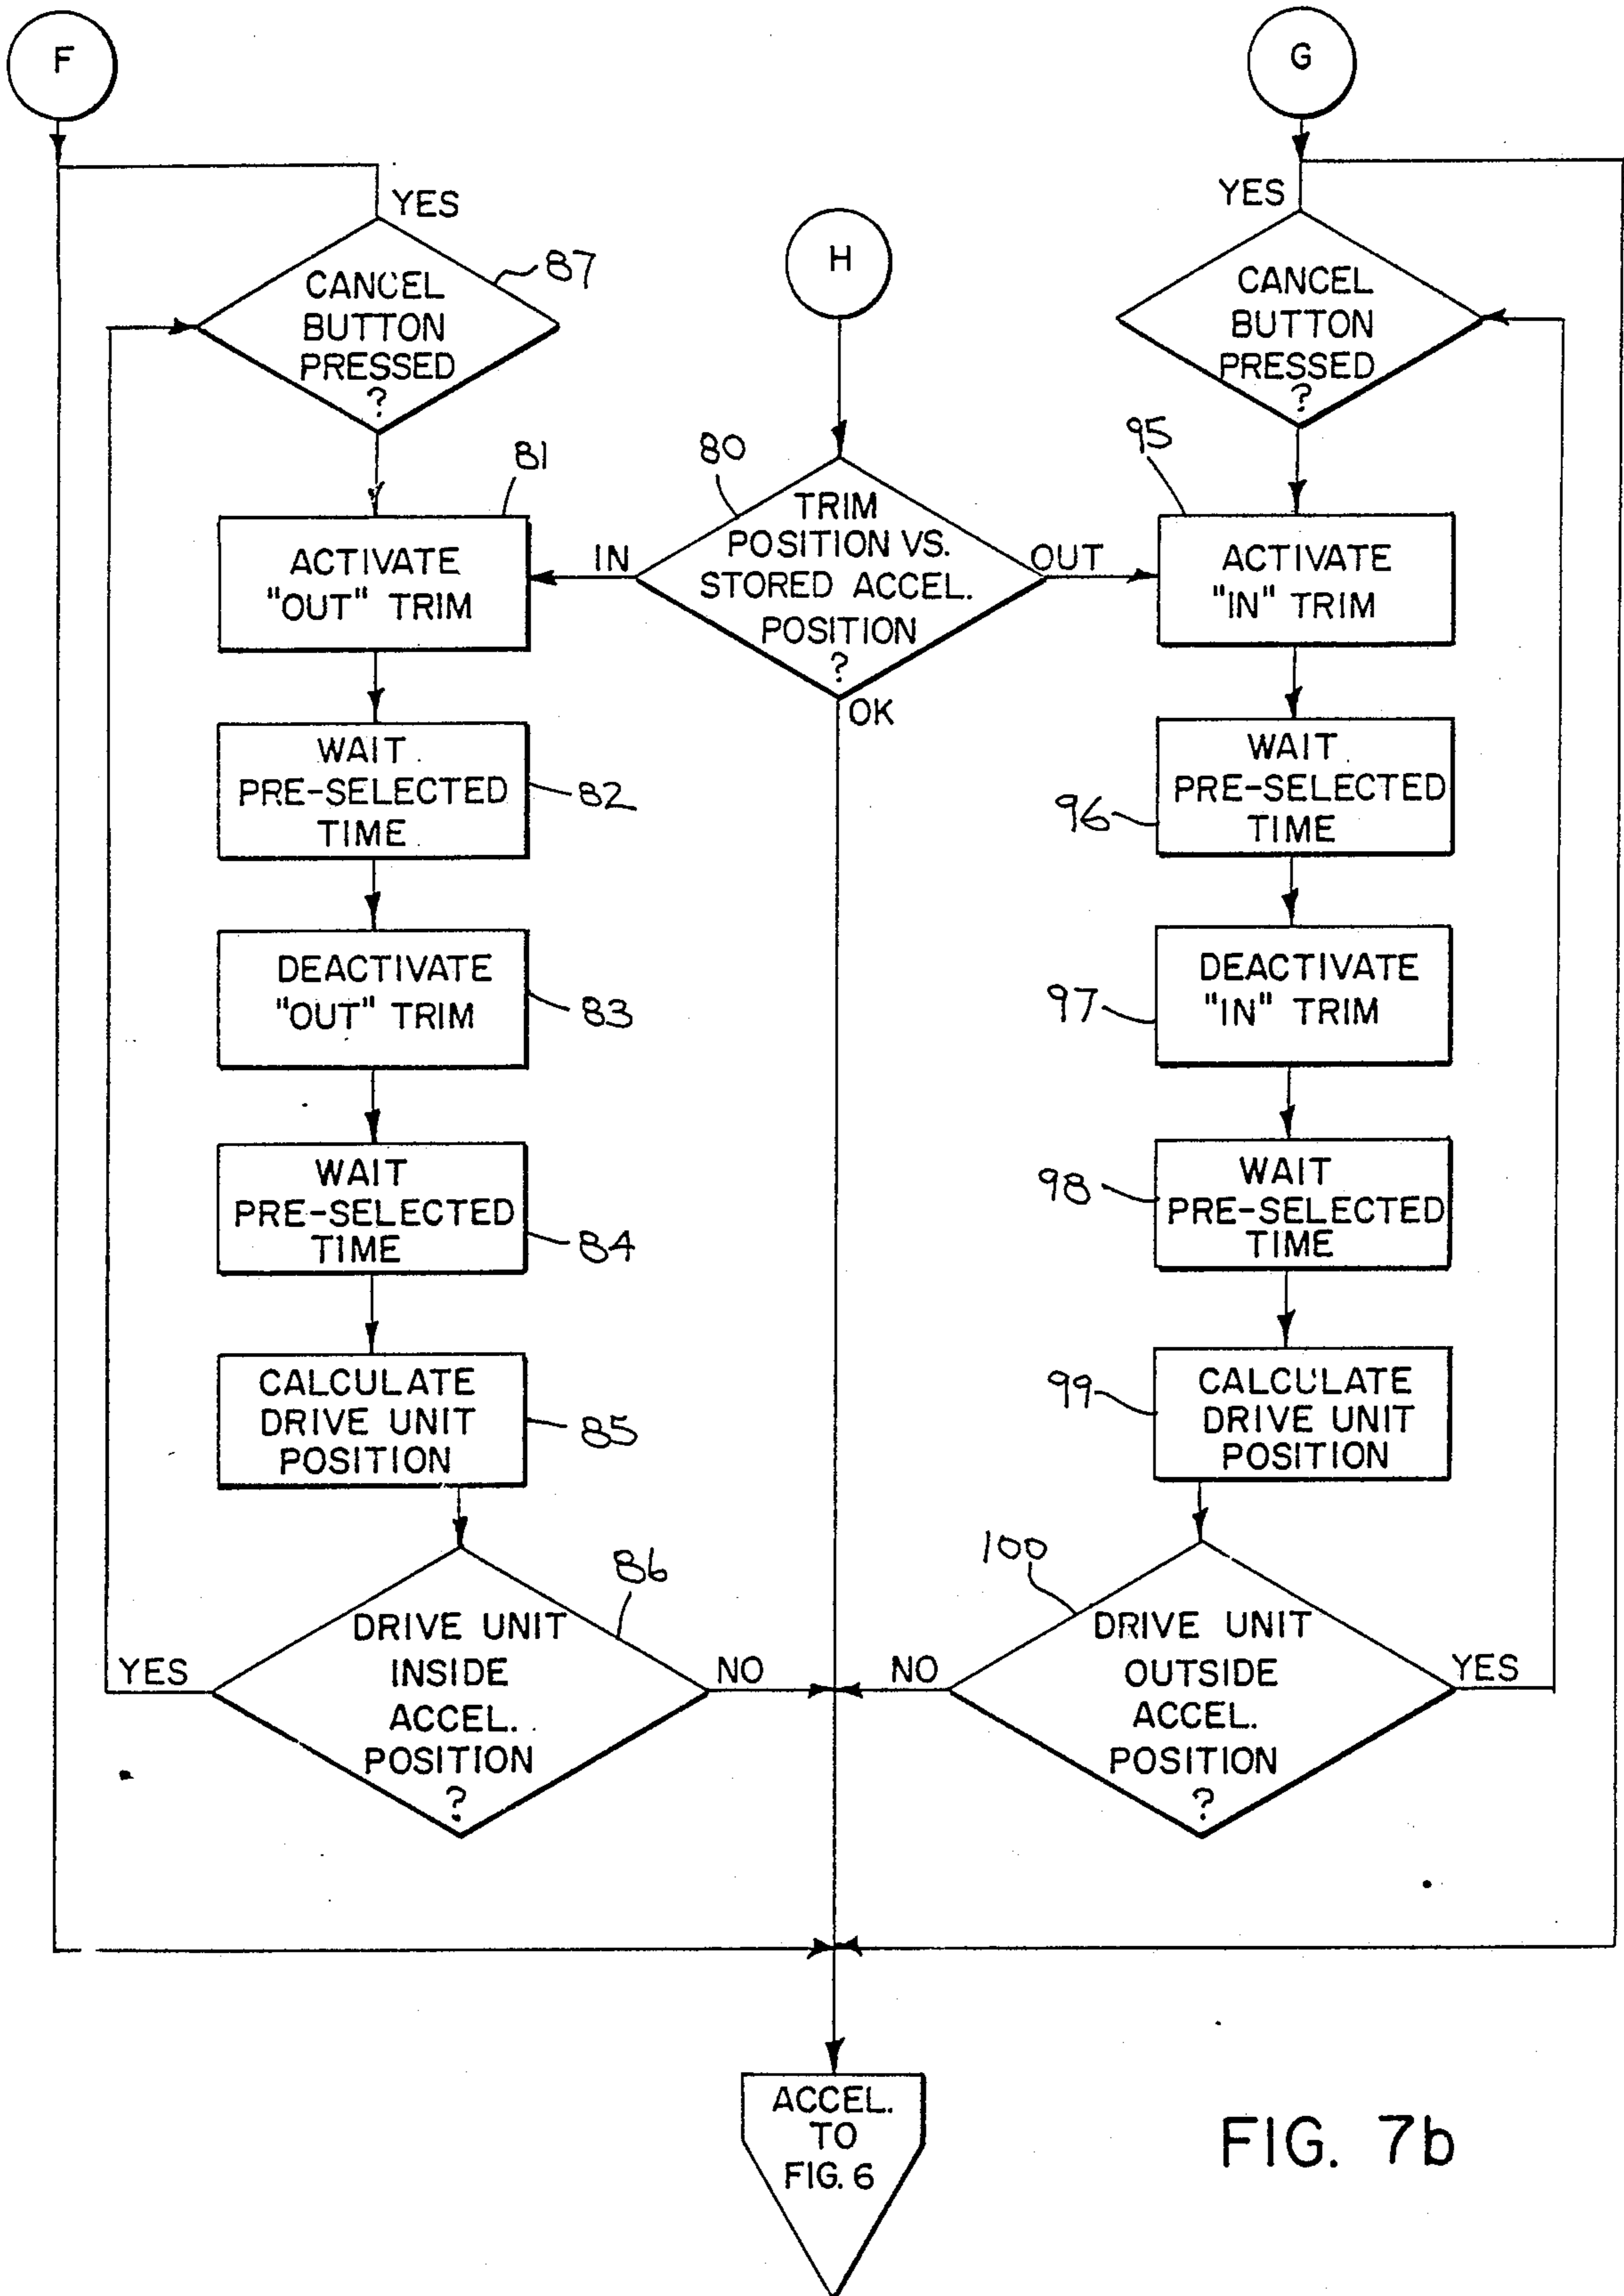 F
G
YES
YES
H
87
CANCEL
BUTTON
PRESSED
?
CANCEL
BUTTON
PRESSED
?
81
80
95
ACTIVATE
"OUT" TRIM
IN
TRIM
POSITION VS.
STORED ACCEL.
POSITION
?
OUT
OK
ACTIVATE
"IN" TRIM
WAIT
PRE-SELECTED
TIME
82
WAIT
PRE-SELECTED
TIME
96
DEACTIVATE
"OUT" TRIM
83
DEACTIVATE
"IN" TRIM
97
WAIT
PRE-SELECTED
TIME
84
WAIT
PRE-SELECTED
TIME
98
CALCULATE
DRIVE UNIT
POSITION
85
CALCULATE
DRIVE UNIT
POSITION
99
86
100
YES
DRIVE UNIT
INSIDE
ACCEL.
POSITION
?
NO
NO
DRIVE UNIT
OUTSIDE
ACCEL.
POSITION
?
YES
ACCEL.
TO
FIG. 6
FIG. 7b